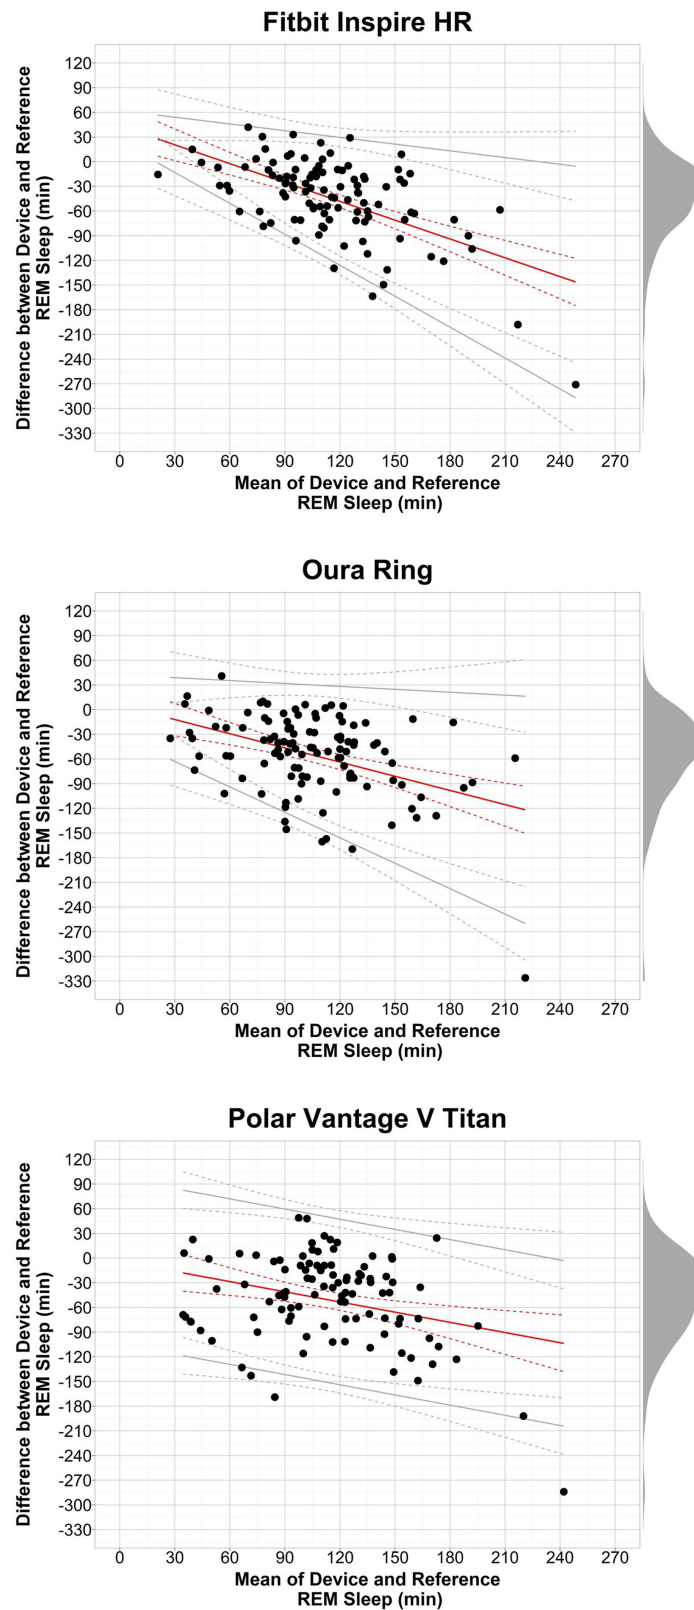 Fitbit Inspire HR
Difference between Device and Reference
REM Sleep (min)
120
90
60
30
0
-30
-60
-90
-120
-150
-180
-210
-240
-270
-300
-330
0 30 60 90 120 150 180 210 240 270
Mean of Device and Reference
REM Sleep (min)
Oura Ring
Difference between Device and Reference
REM Sleep (min)
120
90
60
30
0
-30
-60
-90
-120
-150
-180
-210
-240
-270
-300
-330
0 30 60 90 120 150 180 210 240 270
Mean of Device and Reference
REM Sleep (min)
Polar Vantage V Titan
Difference between Device and Reference
REM Sleep (min)
120
90
60
30
0
-30
-60
-90
-120
-150
-180
-210
-240
-270
-300
-330
0 30 60 90 120 150 180 210 240 270
Mean of Device and Reference
REM Sleep (min)